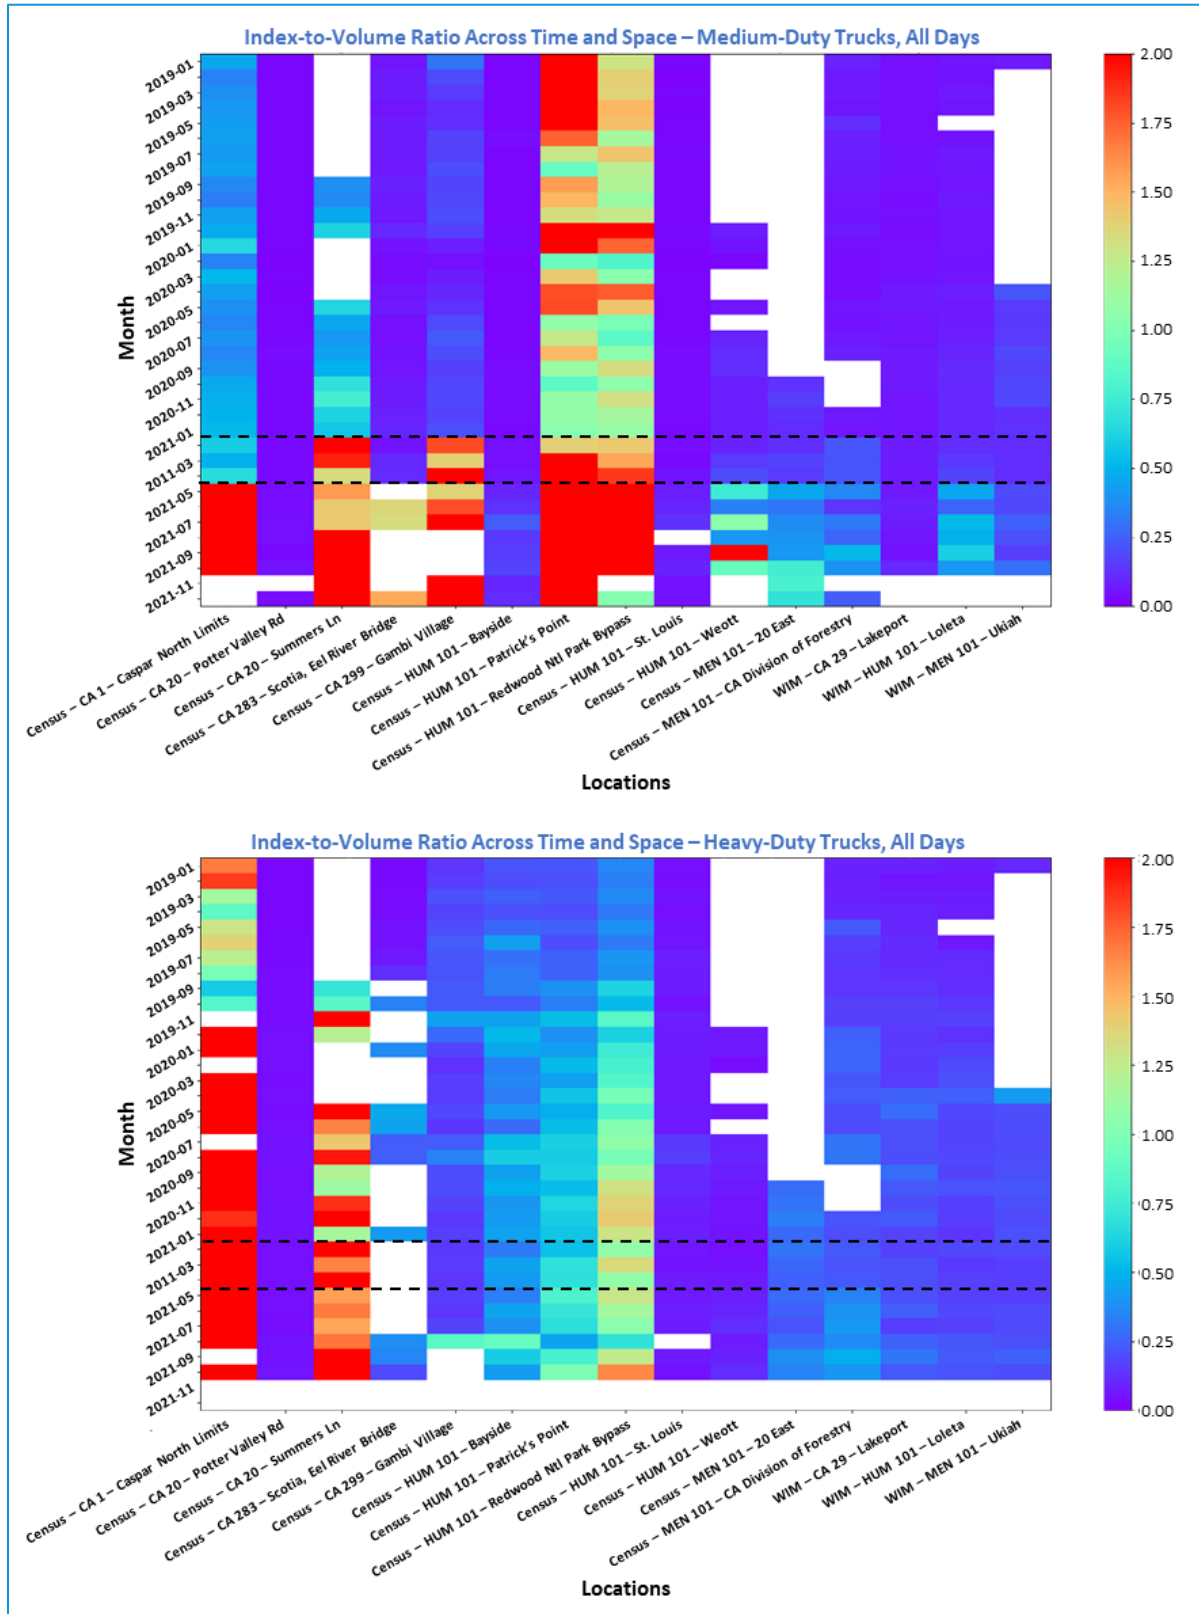 Index-to-Volume Ratio Across Time and Space – Medium-Duty Trucks, All Days
Month
2019-01
2019-03
2019-05
2019-07
2019-09
2019-11
2020-01
2020-03
2020-05
2020-07
2020-09
2020-11
2021-01
2011-03
2021-05
2021-07
2021-09
2021-11
2.00
1.75
1.50
1.25
1.00
0.75
0.50
0.25
0.00
Census – CA 1 – Caspar North Limits
Census – CA 20 – Potter Valley Rd
Census – CA 20 – Summers Ln
Census – CA 283 – Scotia, Eel River Bridge
Census – CA 299 – Gambi Village
Census – HUM 101 – Bayside
Census – HUM 101 – Patrick's Point
Census – HUM 101 – Redwood Ntl Park Bypass
Census – HUM 101 – St. Louis
Census – HUM 101 – Weott
Census – MEN 101 – 20 East
Census – MEN 101 – CA Division of Forestry
WIM – CA 29 – Lakeport
WIM – HUM 101 – Loleta
WIM – MEN 101 – Ukiah
Locations
Index-to-Volume Ratio Across Time and Space – Heavy-Duty Trucks, All Days
Month
2019-01
2019-03
2019-05
2019-07
2019-09
2019-11
2020-01
2020-03
2020-05
2020-07
2020-09
2020-11
2021-01
2011-03
2021-05
2021-07
2021-09
2021-11
2.00
1.75
1.50
1.25
1.00
0.75
0.50
0.25
0.00
Census – CA 1 – Caspar North Limits
Census – CA 20 – Potter Valley Rd
Census – CA 20 – Summers Ln
Census – CA 283 – Scotia, Eel River Bridge
Census – CA 299 – Gambi Village
Census – HUM 101 – Bayside
Census – HUM 101 – Patrick's Point
Census – HUM 101 – Redwood Ntl Park Bypass
Census – HUM 101 – St. Louis
Census – HUM 101 – Weott
Census – MEN 101 – 20 East
Census – MEN 101 – CA Division of Forestry
WIM – CA 29 – Lakeport
WIM – HUM 101 – Loleta
WIM – MEN 101 – Ukiah
Locations